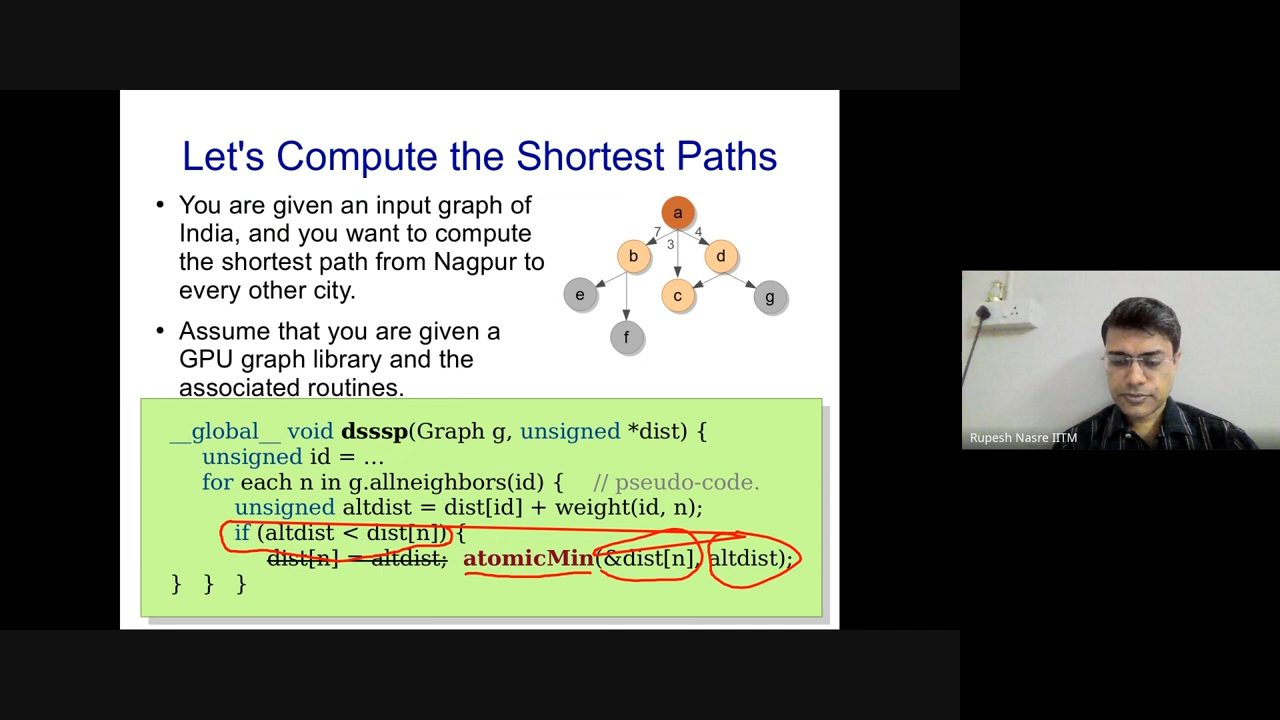 Let's Compute the Shortest Paths
• You are given an input graph of
India, and you want to compute
the shortest path from Nagpur to
every other city.
• Assume that you are given a
GPU graph library and the
associated routines.
a
7
3
4
b
d
e
c
g
f
__global__ void dsssp(Graph g, unsigned *dist) {
unsigned id = …
for each n in g.allneighbors(id) { // pseudo-code.
unsigned altdist = dist[id] + weight(id, n);
if (altdist < dist[n]) {
dist[n] = altdist; atomicMin(&dist[n], altdist);
} } }
Rupesh Nasre IITM